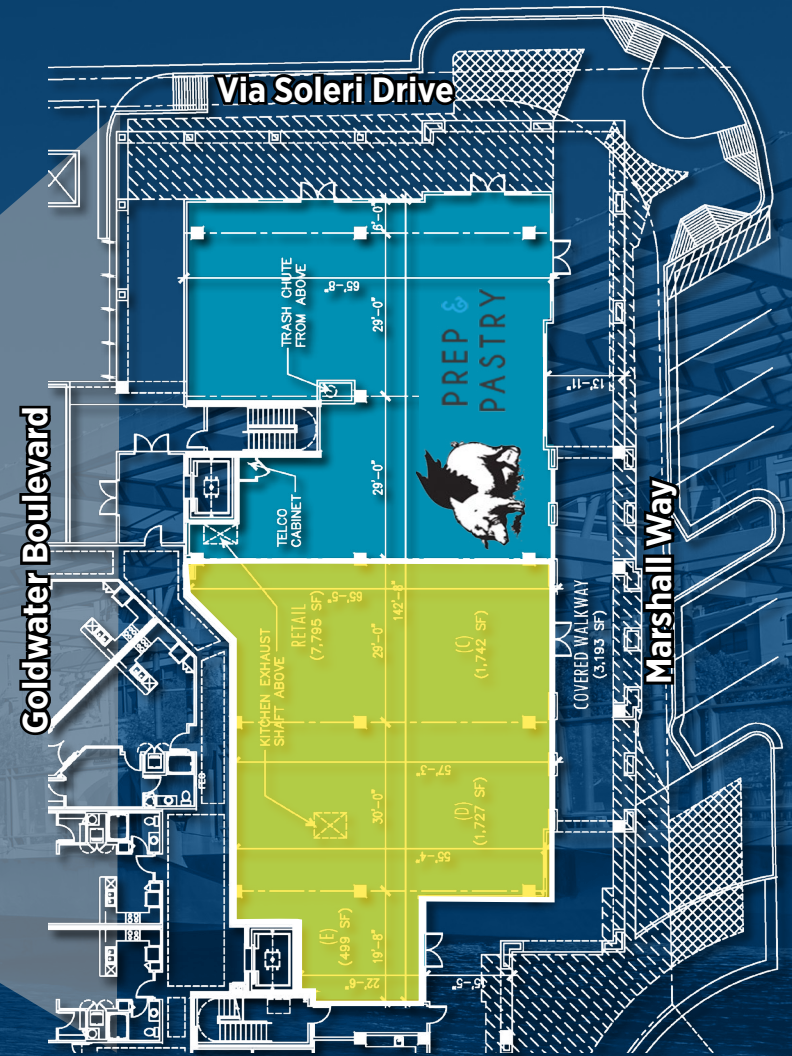 Via Soleri Drive
6'-0"
TRASH CHUTE
FROM ABOVE
65'-8"
29'-0"
PREP &
PASTRY
13'-11"
Goldwater Boulevard
29'-0"
TELCO
CABINET
Marshall Way
65'-5"
142'-8"
RETAIL
(7,795 SF)
29'-0"
(C)
(1,742 SF)
COVERED WALKWAY
(3,193 SF)
KITCHEN EXHAUST
SHAFT ABOVE
57'-3"
30'-0"
(D)
(1,727 SF)
55'-4"
(E)
(499 SF)
19'-8"
22'-6"
15'-5"